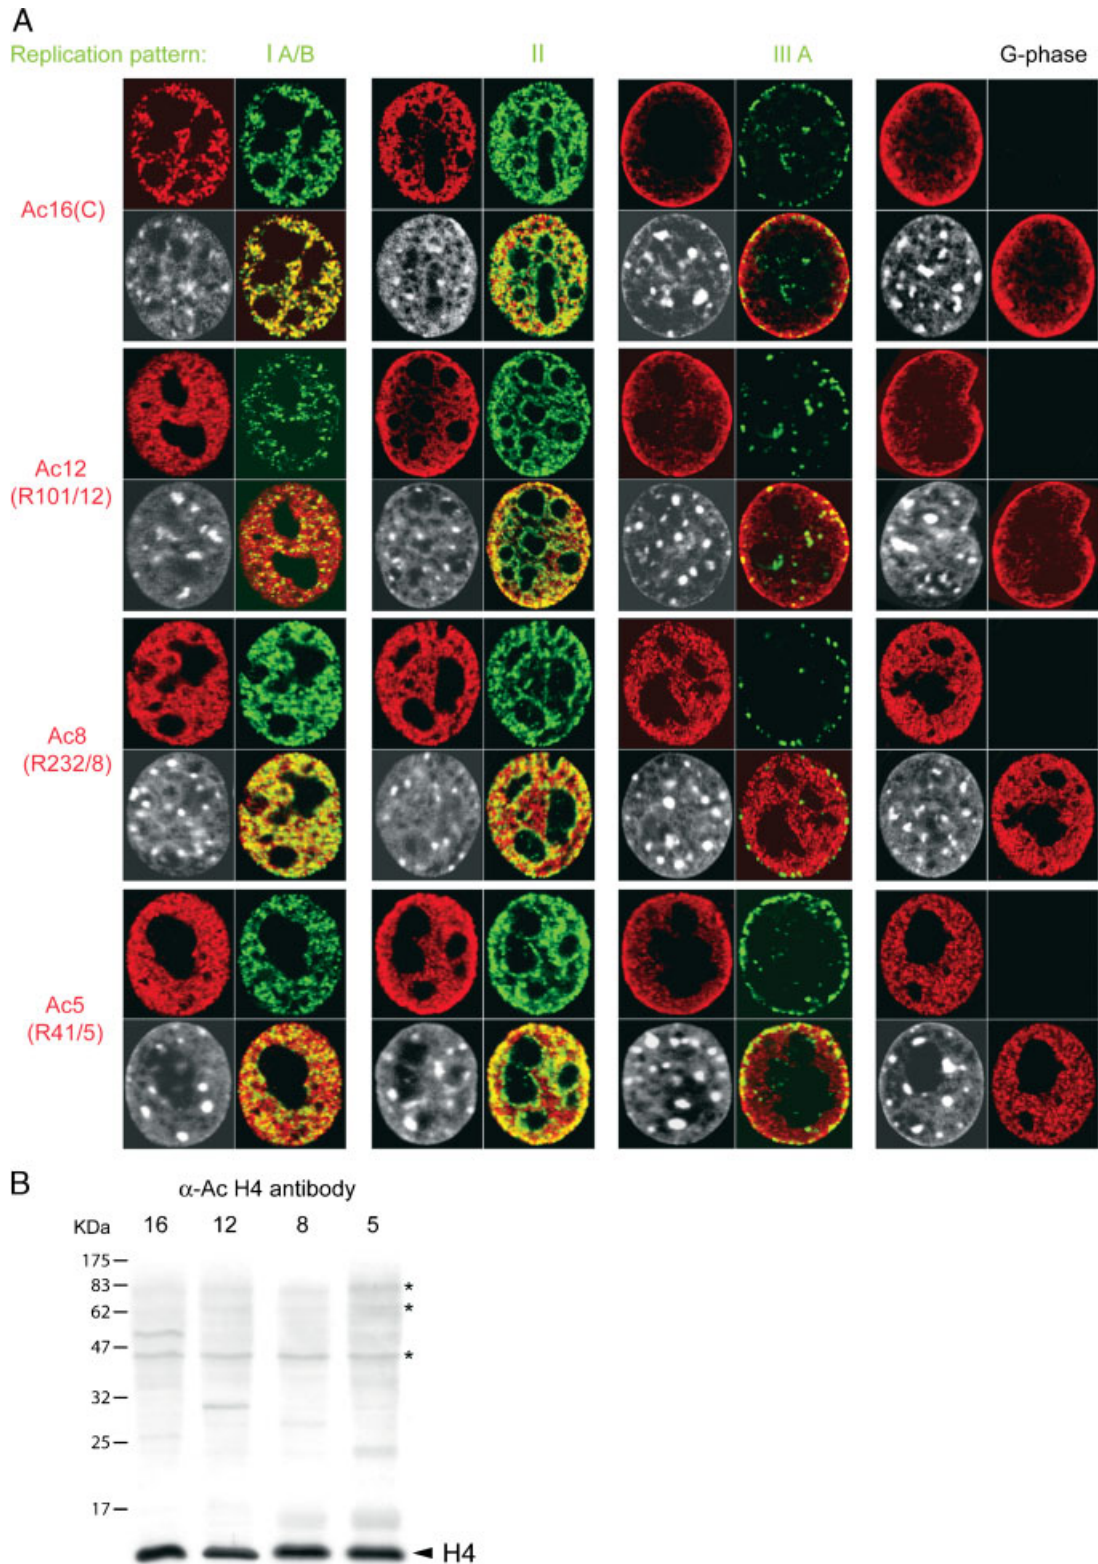 A
Replication pattern: I A/B II III A G-phase
Ac16(C)
Ac12
(R101/12)
Ac8
(R232/8)
Ac5
(R41/5)
B
α-Ac H4 antibody
KDa 16 12 8 5
175
83 *
62 *
47
*
32
25
17
H4